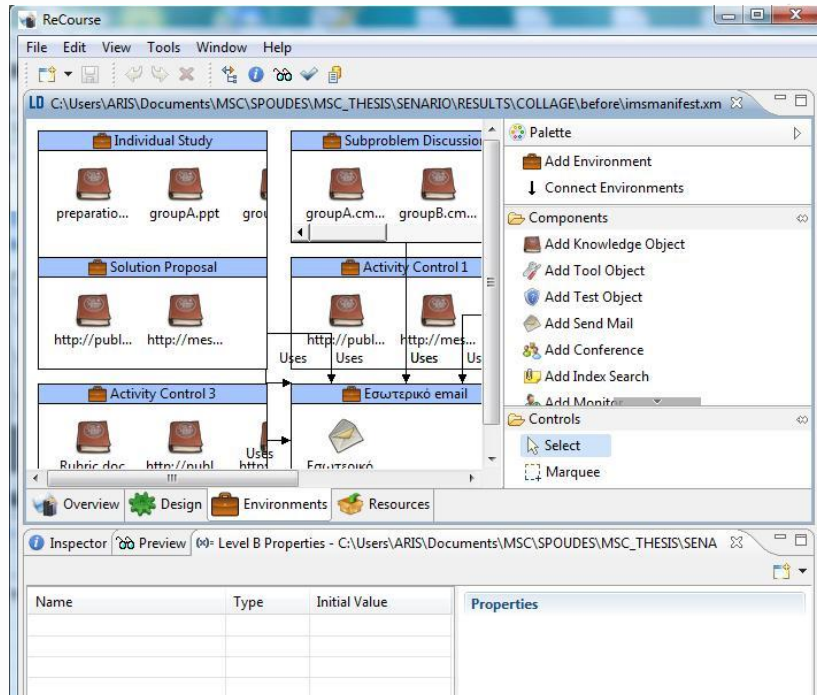 ReCourse
File Edit View Tools Window Help
LD C:\Users\ARIS\Documents\MSC\SPOUDES\MSC_THESIS\SENARIO\RESULTS\COLLAGE\before\imsmanifest.xm
Individual Study
preparatio... groupA.ppt
Subproblem Discussion
groupA.cm... groupB.cm...
Solution Proposal
http://publ... http://mes...
Activity Control 1
http://publ... http://mes...
Uses Uses Uses Us
Activity Control 3
Rubric doc http://publ
Uses
Εσωτερικό email
Εσωτερικό
Palette
Add Environment
Connect Environments
Components
Add Knowledge Object
Add Tool Object
Add Test Object
Add Send Mail
Add Conference
Add Index Search
Add Monitor
Controls
Select
Marquee
Overview Design Environments Resources
Inspector Preview (x)= Level B Properties - C:\Users\ARIS\Documents\MSC\SPOUDES\MSC_THESIS\SENA
Name Type Initial Value
Properties